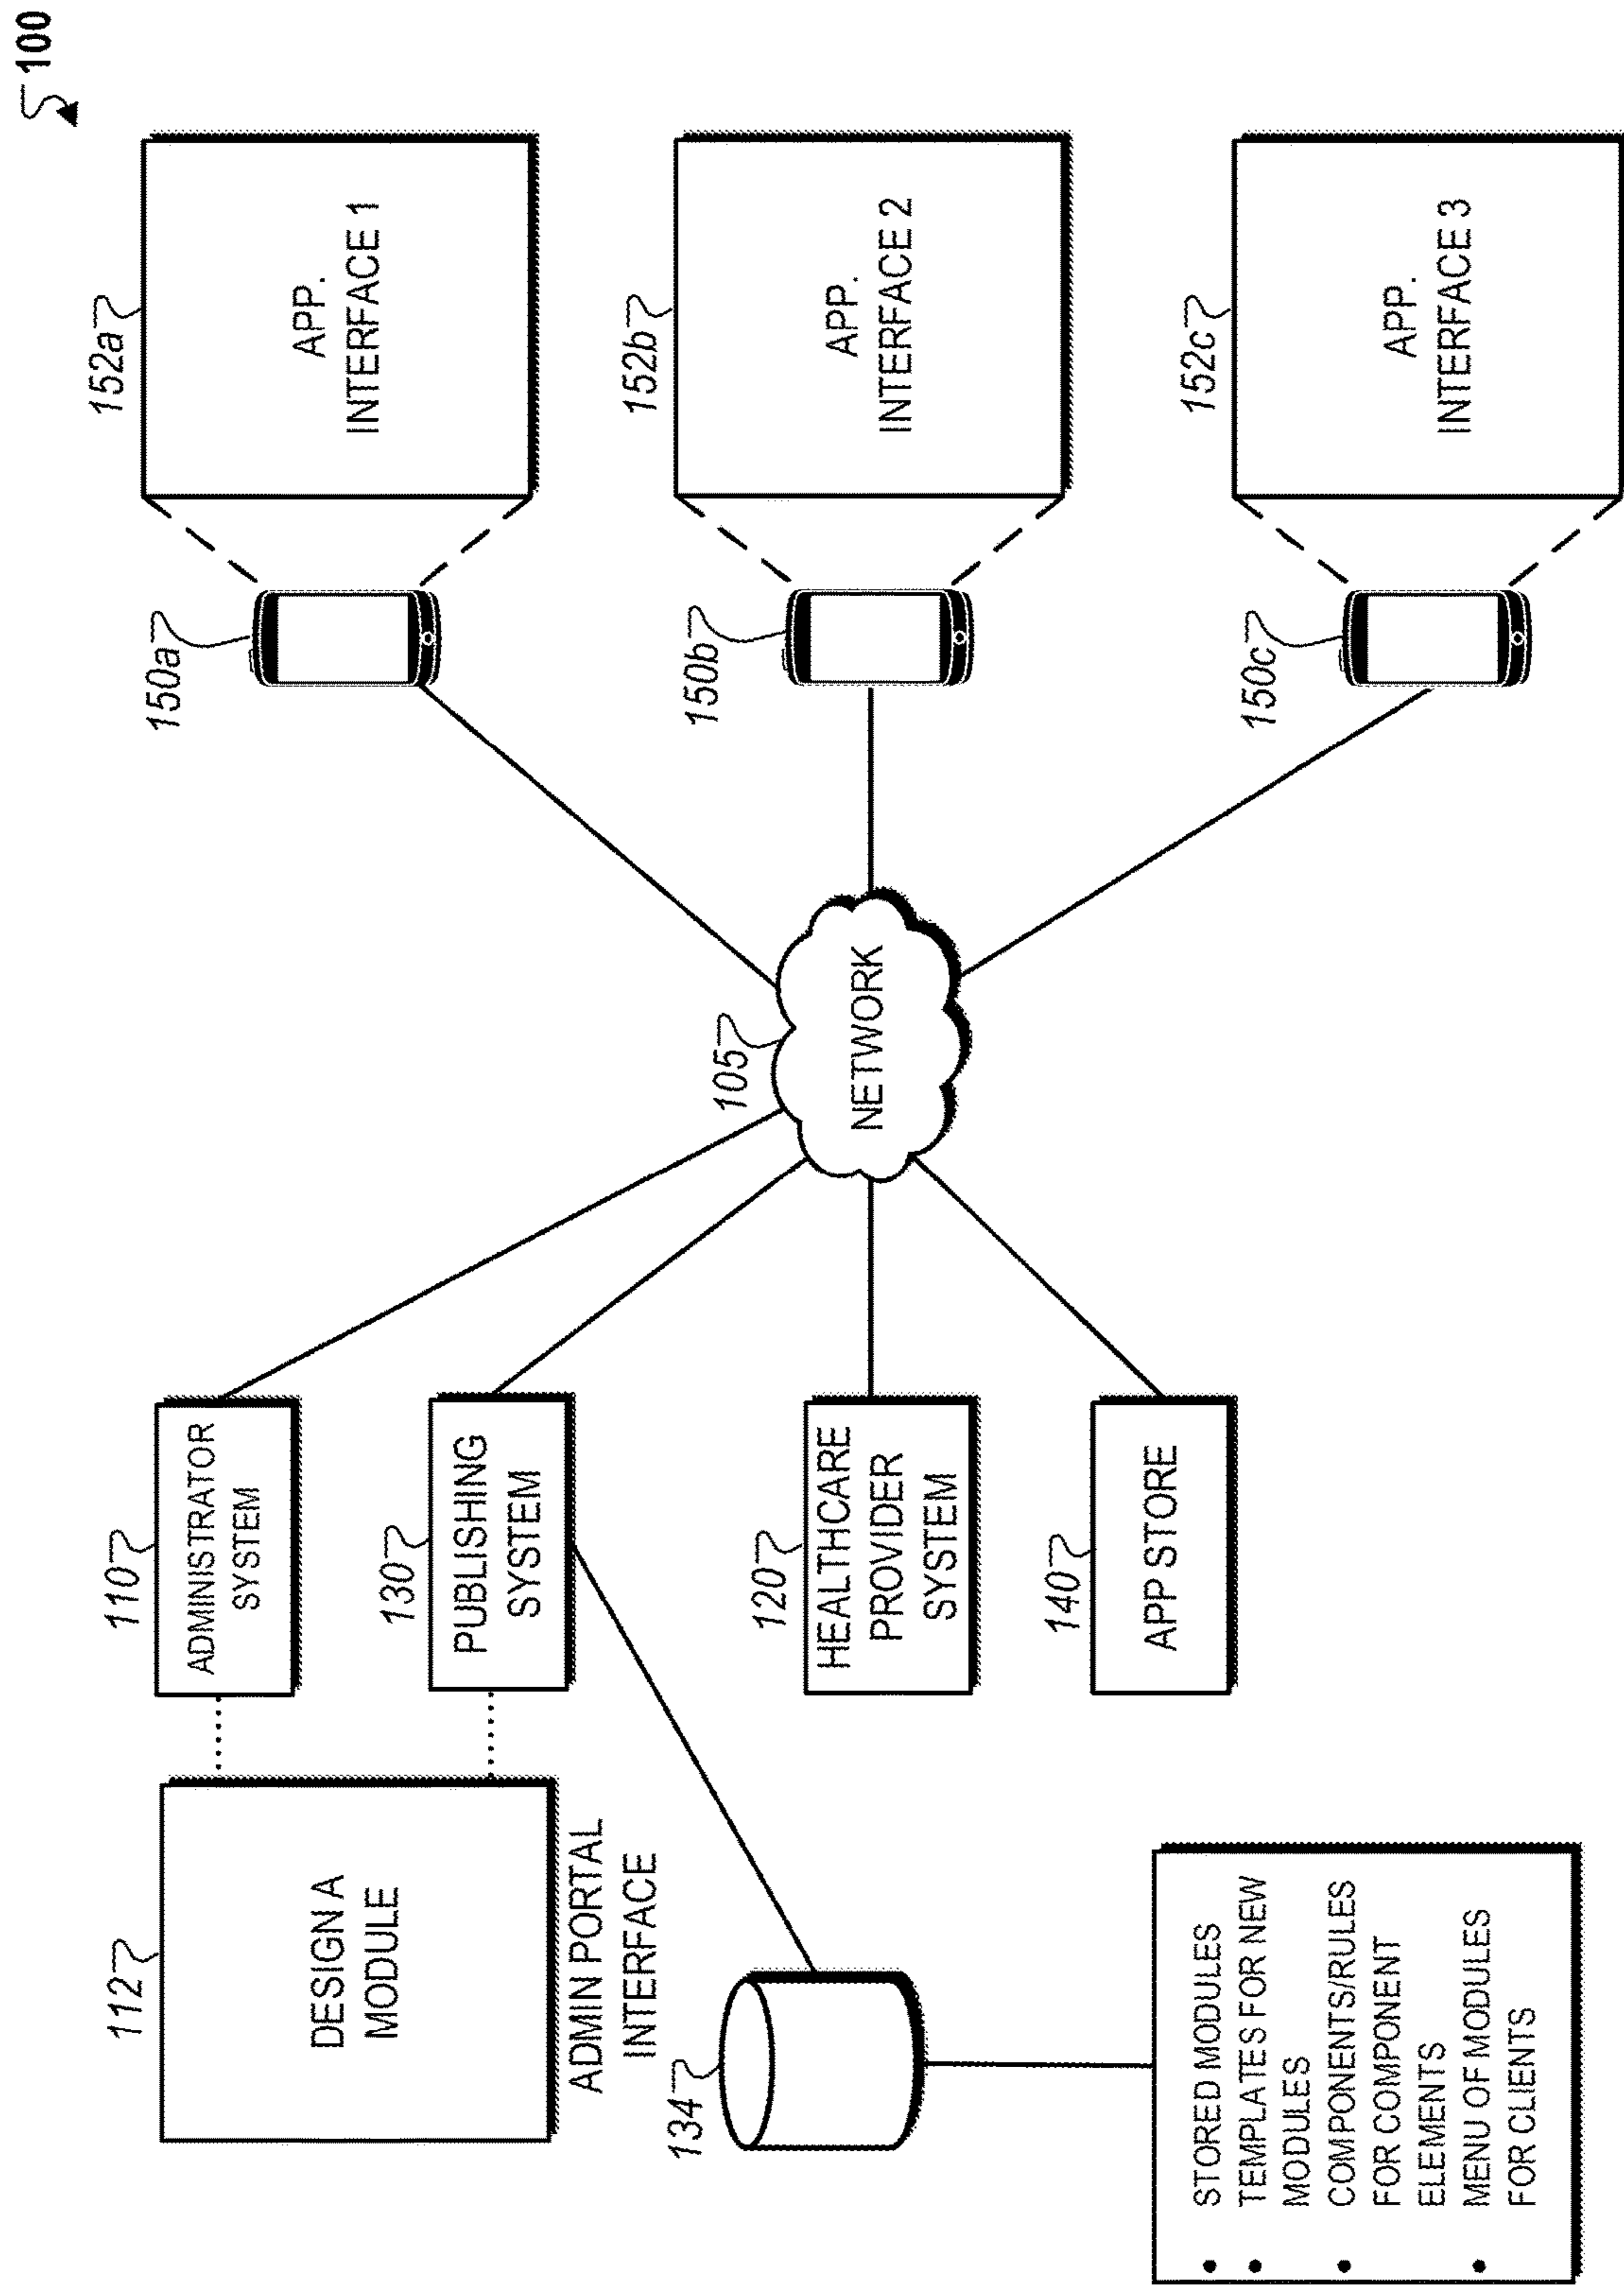 100
112
DESIGN A
MODULE
ADMIN PORTAL
INTERFACE
110
ADMINISTRATOR
SYSTEM
130
PUBLISHING
SYSTEM
134
• STORED MODULES
• TEMPLATES FOR NEW
MODULES
• COMPONENTS/RULES
FOR COMPONENT
ELEMENTS
• MENU OF MODULES
FOR CLIENTS
120
HEALTHCARE
PROVIDER
SYSTEM
140
APP STORE
105
NETWORK
150a
152a
APP.
INTERFACE 1
150b
152b
APP.
INTERFACE 2
150c
152c
APP.
INTERFACE 3